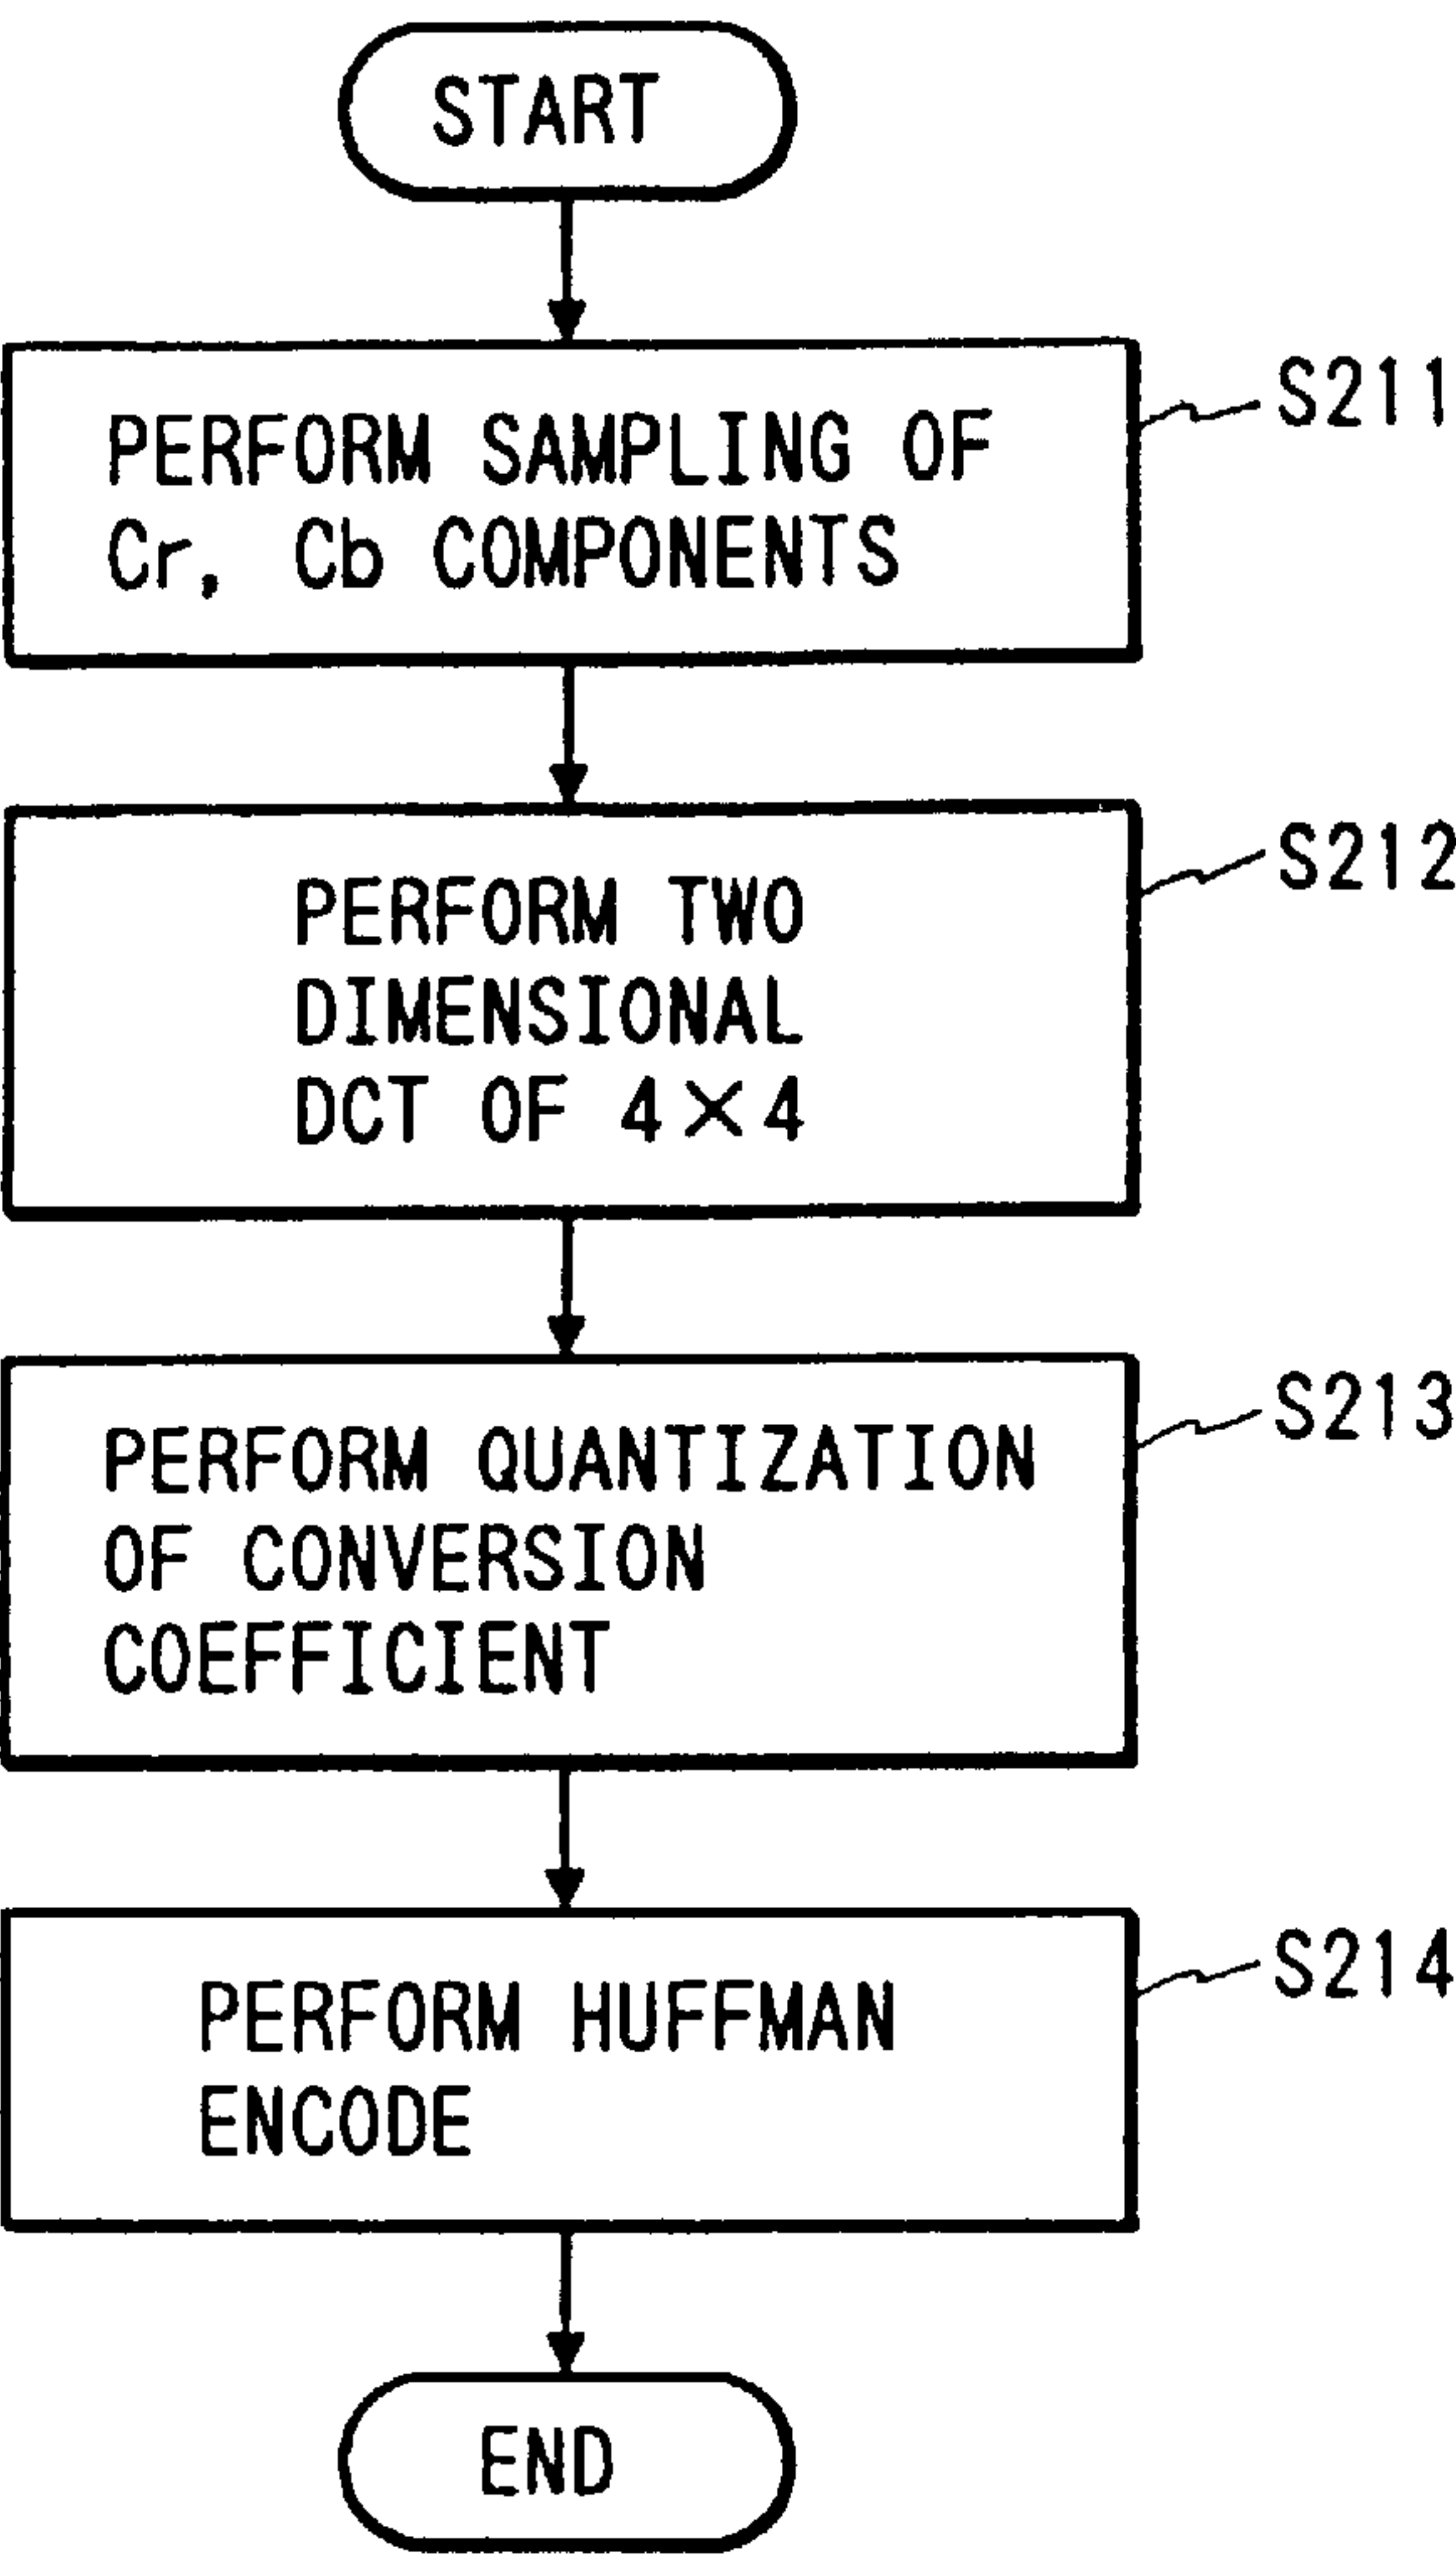 START
PERFORM SAMPLING OF
Cr, Cb COMPONENTS
S211
PERFORM TWO
DIMENSIONAL
DCT OF 4×4
S212
PERFORM QUANTIZATION
OF CONVERSION
COEFFICIENT
S213
PERFORM HUFFMAN
ENCODE
S214
END